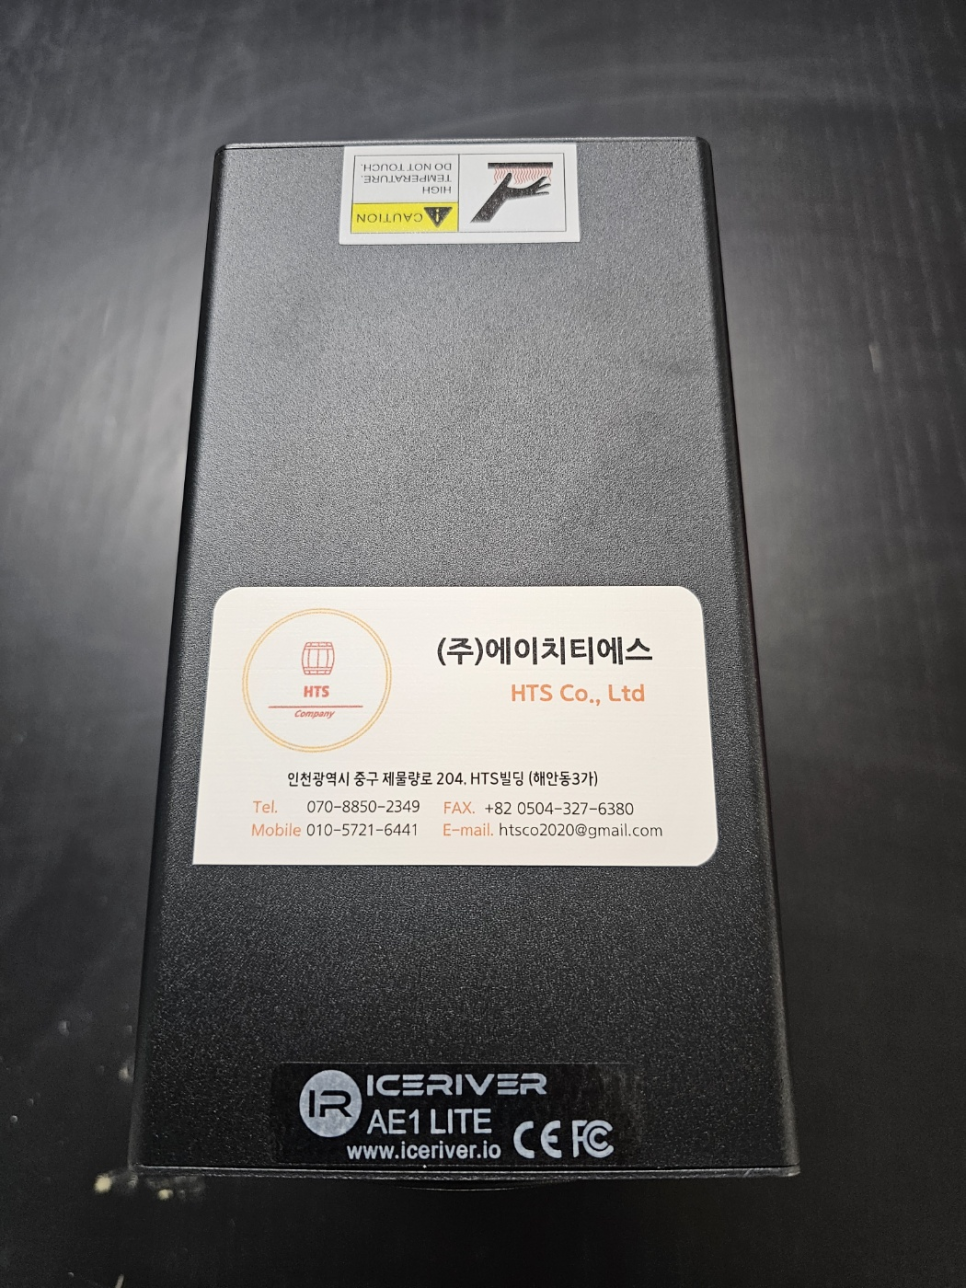 CAUTION
HIGH
TEMPERATURE.
DO NOT TOUCH.
HTS
Company
(주)에이치티에스
HTS Co., Ltd
인천광역시 중구 제물량로 204. HTS빌딩 (해안동3가)
Tel. 070-8850-2349 FAX. +82 0504-327-6380
Mobile 010-5721-6441 E-mail. htsco2020@gmail.com
IR ICERIVER
AE1 LITE
www.iceriver.io CE FC